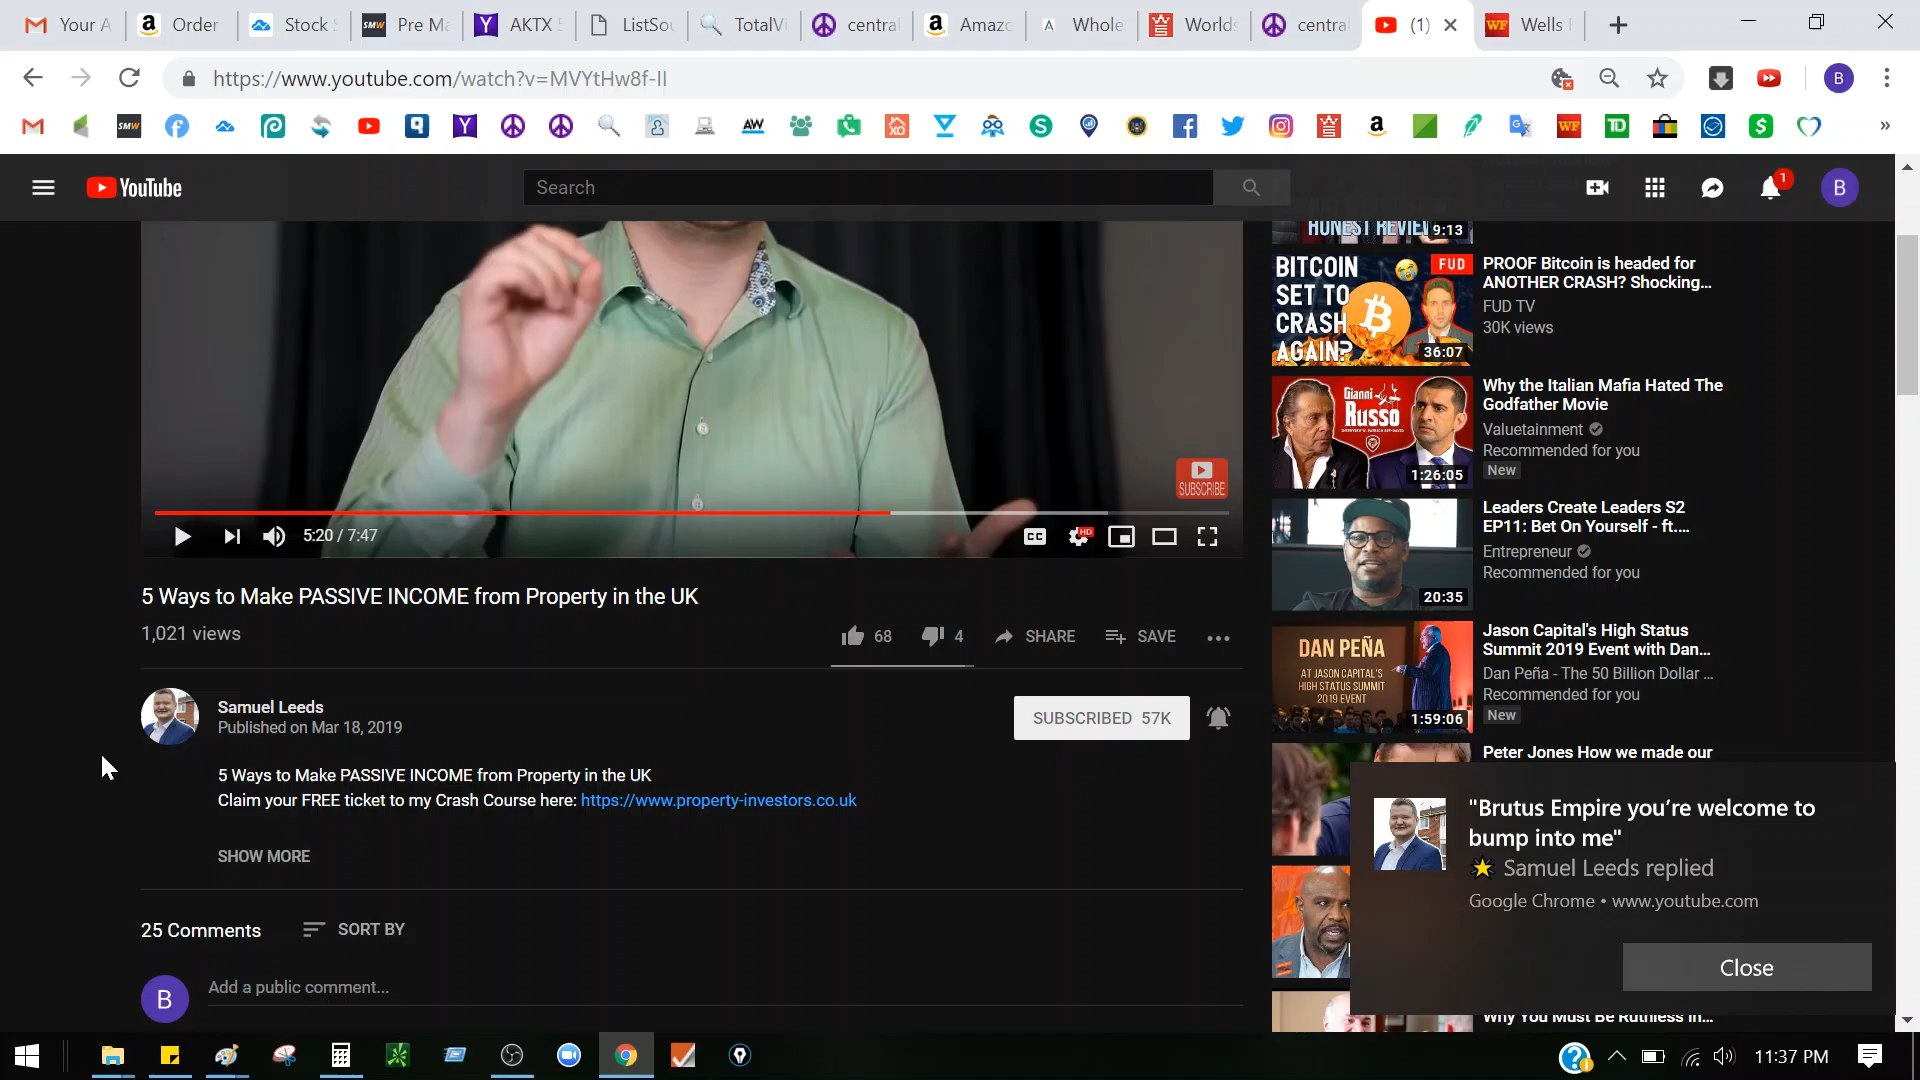 Your A
Order
Stock S
Pre Ma
AKTX 5
ListSou
TotalVi
central
Amazo
Whole
Worlds
central
(1)
Wells
https://www.youtube.com/watch?v=MVYtHw8f-II
B
YouTube
Search
1
B
HONEST REVIEW
9:13
BITCOIN
SET TO
CRASH
AGAIN?
FUD
36:07
PROOF Bitcoin is headed for
ANOTHER CRASH? Shocking...
FUD TV
30K views
Gianni
Russo
1:26:05
Why the Italian Mafia Hated The
Godfather Movie
Valuetainment
Recommended for you
New
SUBSCRIBE
5:20 / 7:47
CC
HD
20:35
Leaders Create Leaders S2
EP11: Bet On Yourself - ft....
Entrepreneur
Recommended for you
5 Ways to Make PASSIVE INCOME from Property in the UK
1,021 views
68
4
SHARE
SAVE
DAN PEÑA
AT JASON CAPITAL'S
HIGH STATUS SUMMIT
2019 EVENT
1:59:06
Jason Capital's High Status
Summit 2019 Event with Dan...
Dan Peña - The 50 Billion Dollar ...
Recommended for you
New
Samuel Leeds
Published on Mar 18, 2019
SUBSCRIBED 57K
5 Ways to Make PASSIVE INCOME from Property in the UK
Claim your FREE ticket to my Crash Course here: https://www.property-investors.co.uk
SHOW MORE
Peter Jones How we made our
"Brutus Empire you're welcome to
bump into me"
Samuel Leeds replied
Google Chrome • www.youtube.com
Close
25 Comments
SORT BY
B
Add a public comment...
Why You Must Be Ruthless in...
11:37 PM